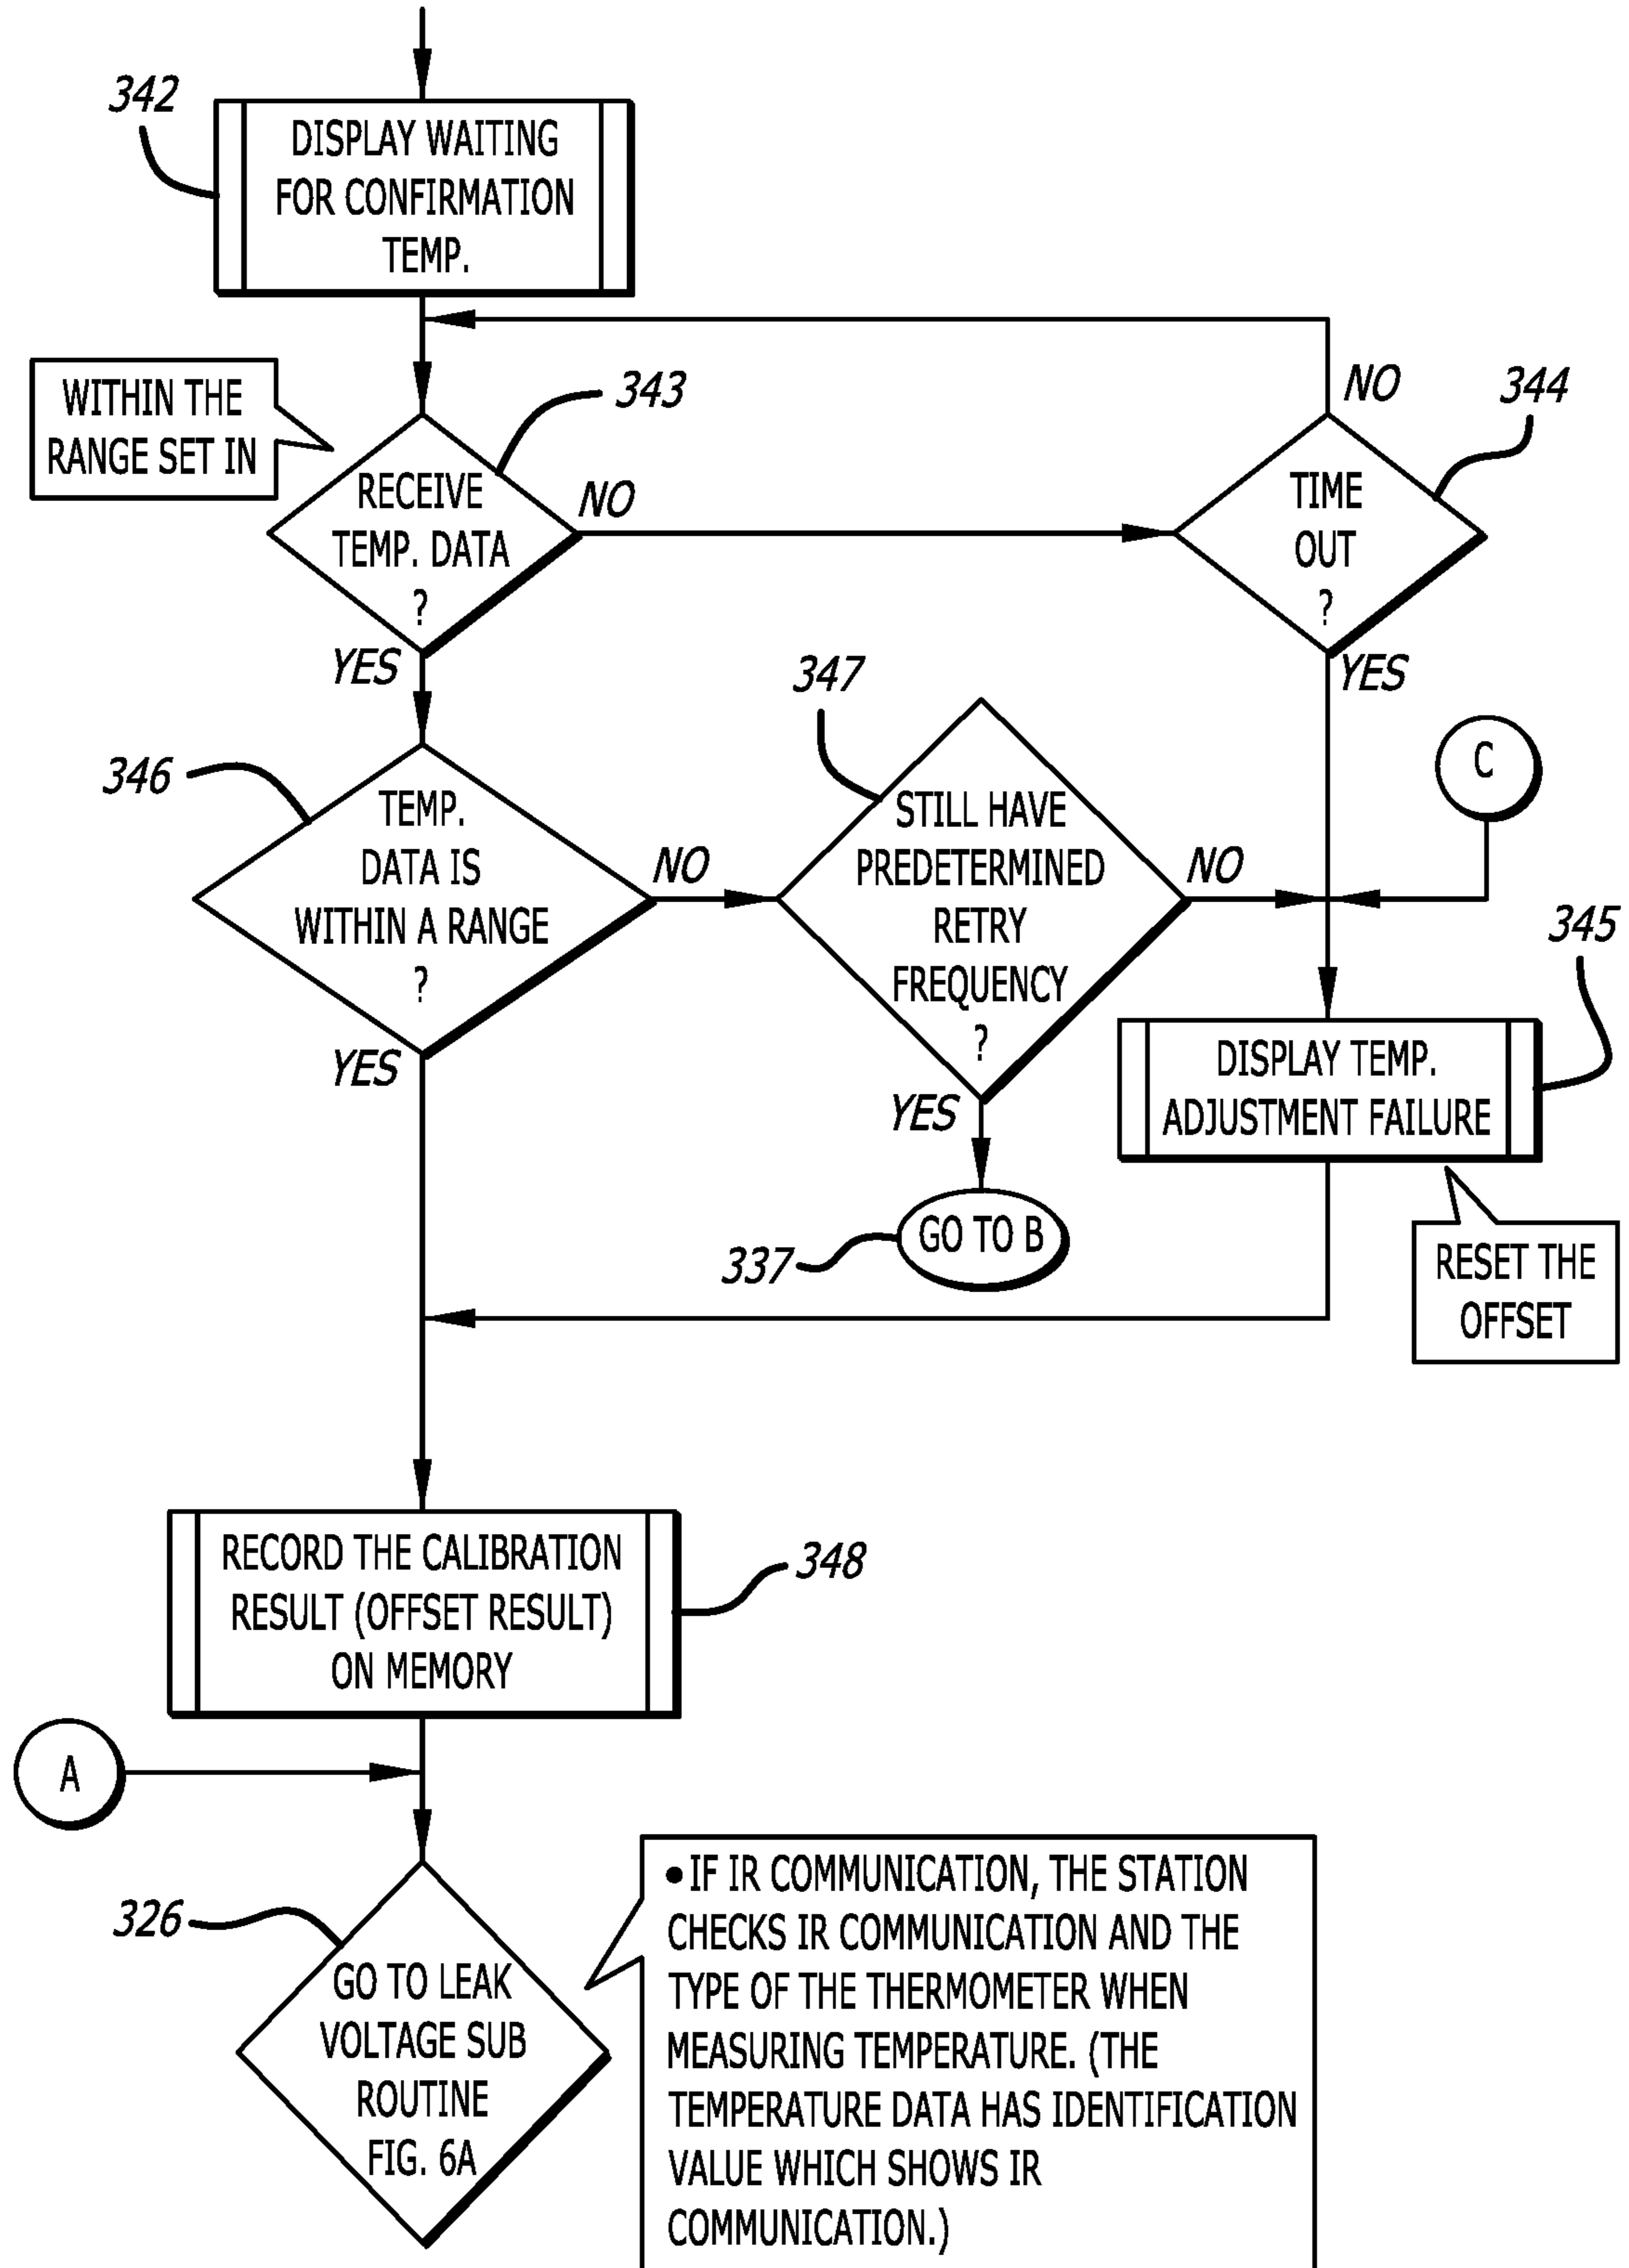 342
DISPLAY WAITING
FOR CONFIRMATION
TEMP.
WITHIN THE
RANGE SET IN
343
NO
344
RECEIVE
TEMP. DATA
?
NO
TIME
OUT
?
YES
YES
347
C
346
TEMP.
DATA IS
WITHIN A RANGE
?
NO
STILL HAVE
PREDETERMINED
RETRY
FREQUENCY
?
NO
345
YES
YES
DISPLAY TEMP.
ADJUSTMENT FAILURE
337
GO TO B
RESET THE
OFFSET
RECORD THE CALIBRATION
RESULT (OFFSET RESULT)
ON MEMORY
348
A
326
GO TO LEAK
VOLTAGE SUB
ROUTINE
FIG. 6A
• IF IR COMMUNICATION, THE STATION
CHECKS IR COMMUNICATION AND THE
TYPE OF THE THERMOMETER WHEN
MEASURING TEMPERATURE. (THE
TEMPERATURE DATA HAS IDENTIFICATION
VALUE WHICH SHOWS IR
COMMUNICATION.)